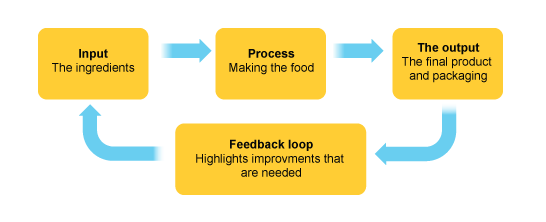 Input
The ingredients
Process
Making the food
The output
The final product
and packaging
Feedback loop
Highlights improvments that
are needed